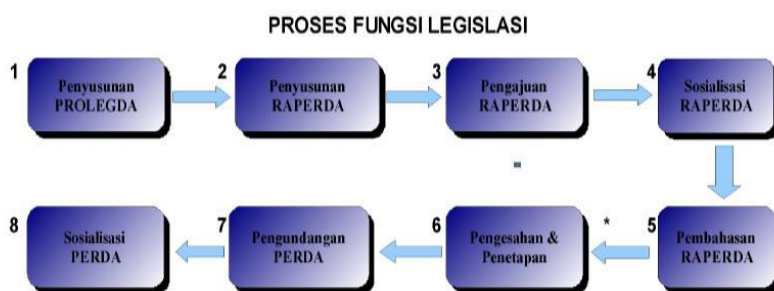 PROSES FUNGSI LEGISLASI
1
Penyusunan
PROLEGDA
2
Penyusunan
RAPERDA
3
Pengajuan
RAPERDA
4
Sosialisasi
RAPERDA
5
Pembahasan
RAPERDA
*
6
Pengesahan &
Penetapan
7
Pengundangan
PERDA
8
Sosialisasi
PERDA